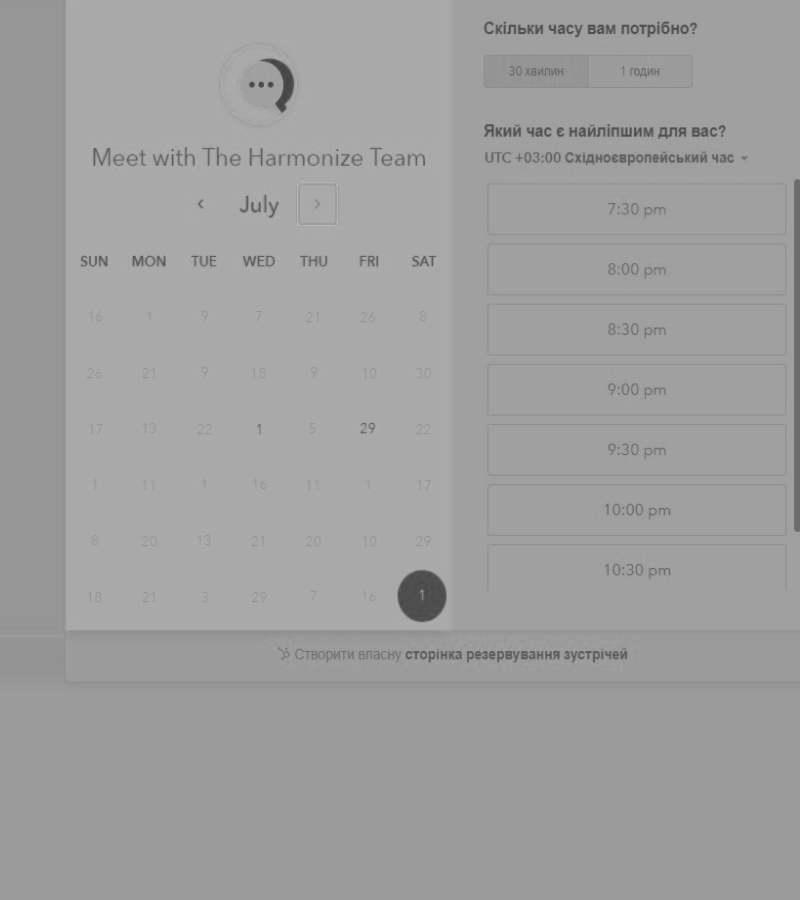 Meet with The Harmonize Team
July
SUN MON TUE WED THU FRI SAT
16 1 9 7 21 26 8
26 21 9 18 9 10 30
17 13 22 1 5 29 22
1 11 1 16 11 1 17
8 20 13 21 20 10 29
18 21 3 29 7 16 1
Скільки часу вам потрібно?
30 хвилин 1 годин
Який час є найліпшим для вас?
UTC +03:00 Східноєвропейський час
7:30 pm
8:00 pm
8:30 pm
9:00 pm
9:30 pm
10:00 pm
10:30 pm
Створити власну сторінка резервування зустрічей